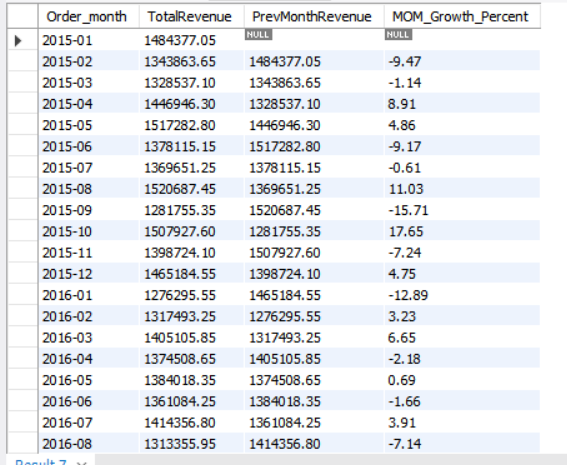 Order_month TotalRevenue PrevMonthRevenue MOM_Growth_Percent
2015-01 1484377.05 NULL NULL
2015-02 1343863.65 1484377.05 -9.47
2015-03 1328537.10 1343863.65 -1.14
2015-04 1446946.30 1328537.10 8.91
2015-05 1517282.80 1446946.30 4.86
2015-06 1378115.15 1517282.80 -9.17
2015-07 1369651.25 1378115.15 -0.61
2015-08 1520687.45 1369651.25 11.03
2015-09 1281755.35 1520687.45 -15.71
2015-10 1507927.60 1281755.35 17.65
2015-11 1398724.10 1507927.60 -7.24
2015-12 1465184.55 1398724.10 4.75
2016-01 1276295.55 1465184.55 -12.89
2016-02 1317493.25 1276295.55 3.23
2016-03 1405105.85 1317493.25 6.65
2016-04 1374508.65 1405105.85 -2.18
2016-05 1384018.35 1374508.65 0.69
2016-06 1361084.25 1384018.35 -1.66
2016-07 1414356.80 1361084.25 3.91
2016-08 1313355.95 1414356.80 -7.14
Result 7